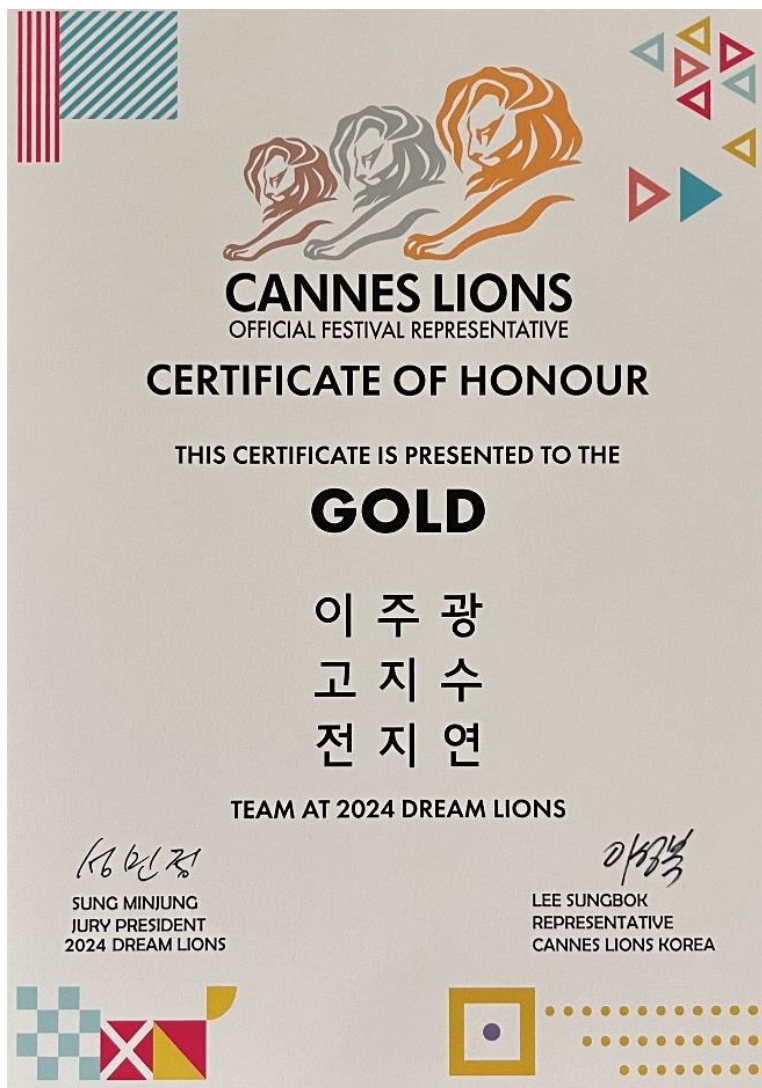 CANNES LIONS
OFFICIAL FESTIVAL REPRESENTATIVE
CERTIFICATE OF HONOUR
THIS CERTIFICATE IS PRESENTED TO THE
GOLD
이 주 광
고 지 수
전 지 연
TEAM AT 2024 DREAM LIONS
성민정
SUNG MINJUNG
JURY PRESIDENT
2024 DREAM LIONS
이성복
LEE SUNGBOK
REPRESENTATIVE
CANNES LIONS KOREA